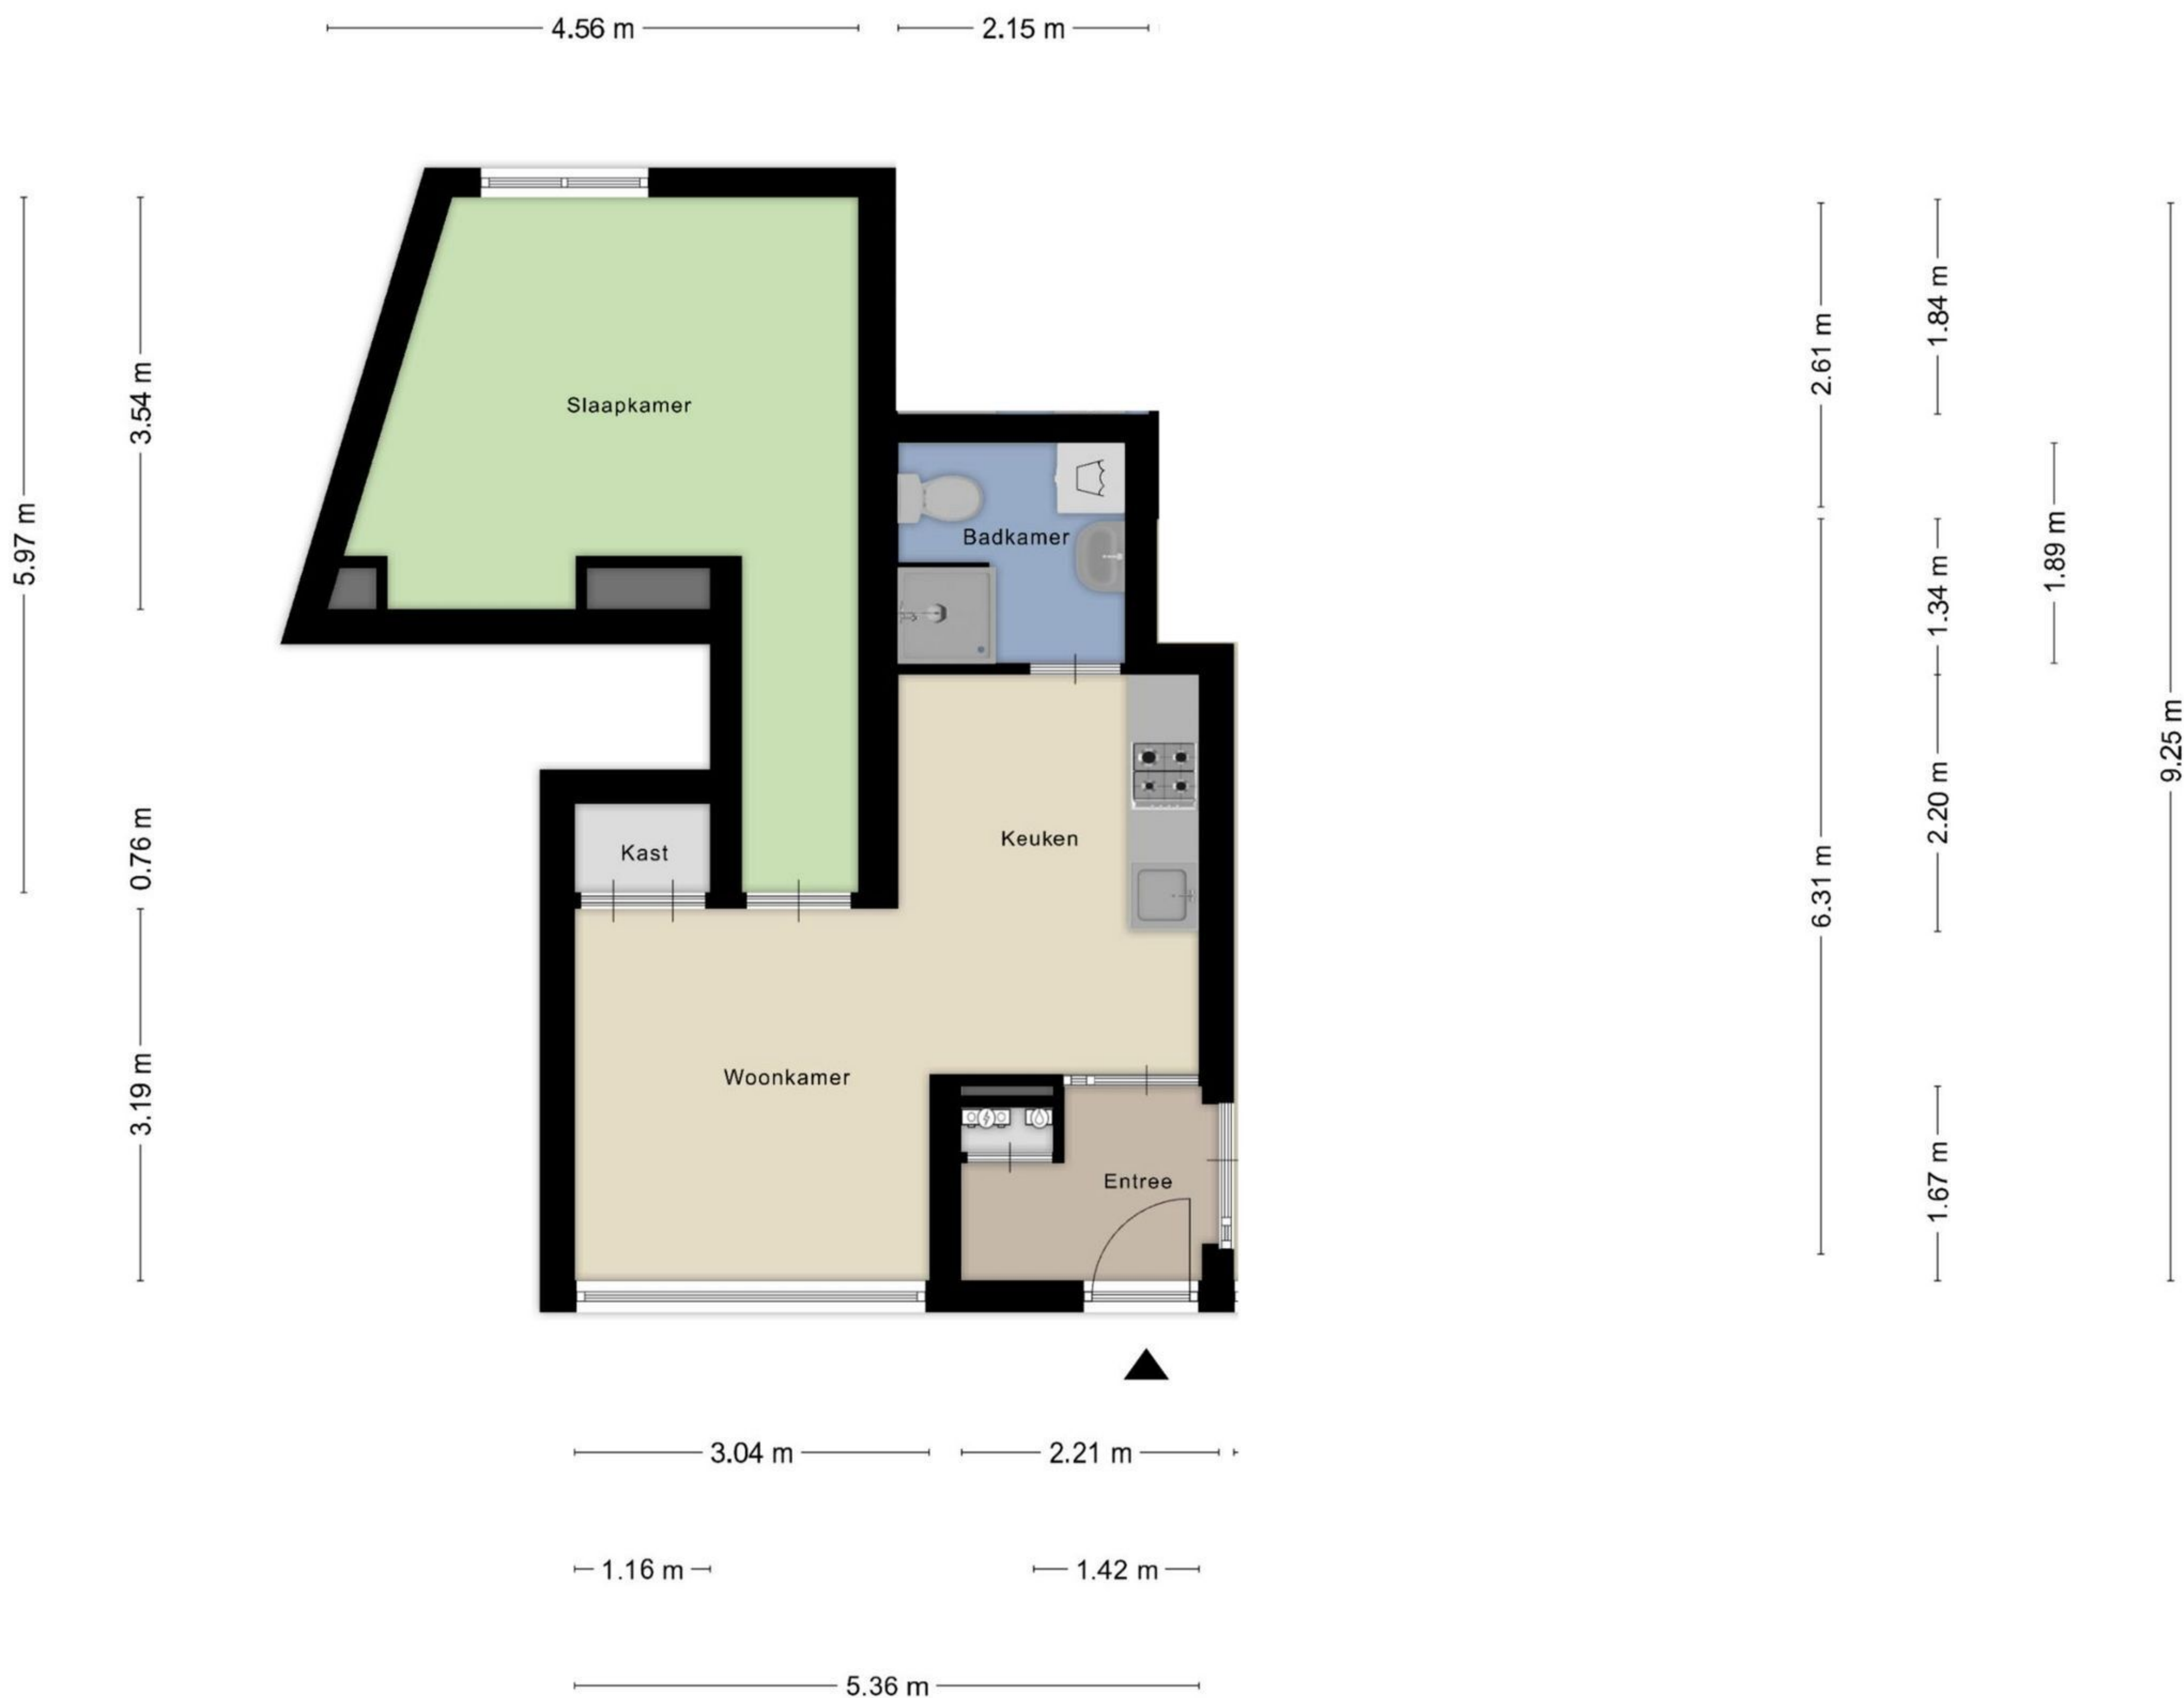 4.56 m
2.15 m
Slaapkamer
Badkamer
Keuken
Kast
Woonkamer
Entree
5.97 m
3.54 m
0.76 m
3.19 m
2.61 m
6.31 m
1.84 m
1.34 m
2.20 m
1.67 m
1.89 m
9.25 m
3.04 m
2.21 m
1.16 m
1.42 m
5.36 m